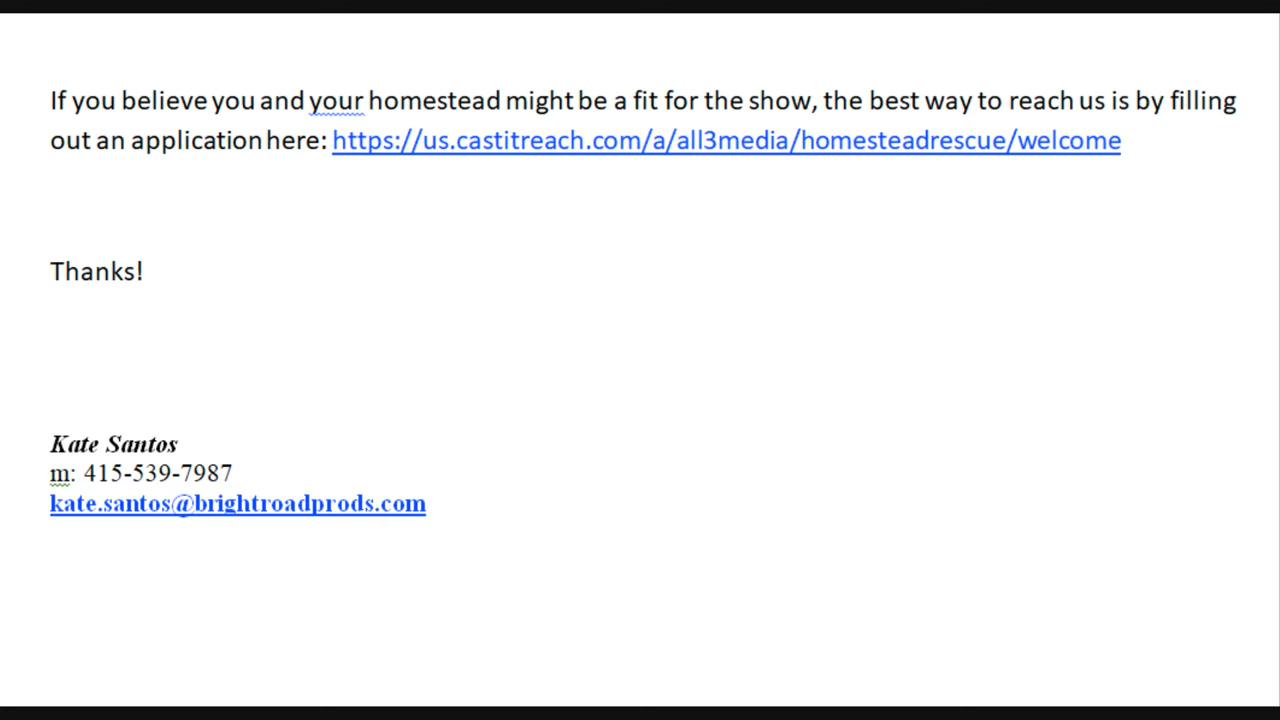 If you believe you and your homestead might be a fit for the show, the best way to reach us is by filling
out an application here: https://us.castitreach.com/a/all3media/homesteadrescue/welcome
Thanks!
Kate Santos
m: 415-539-7987
kate.santos@brightroadprods.com